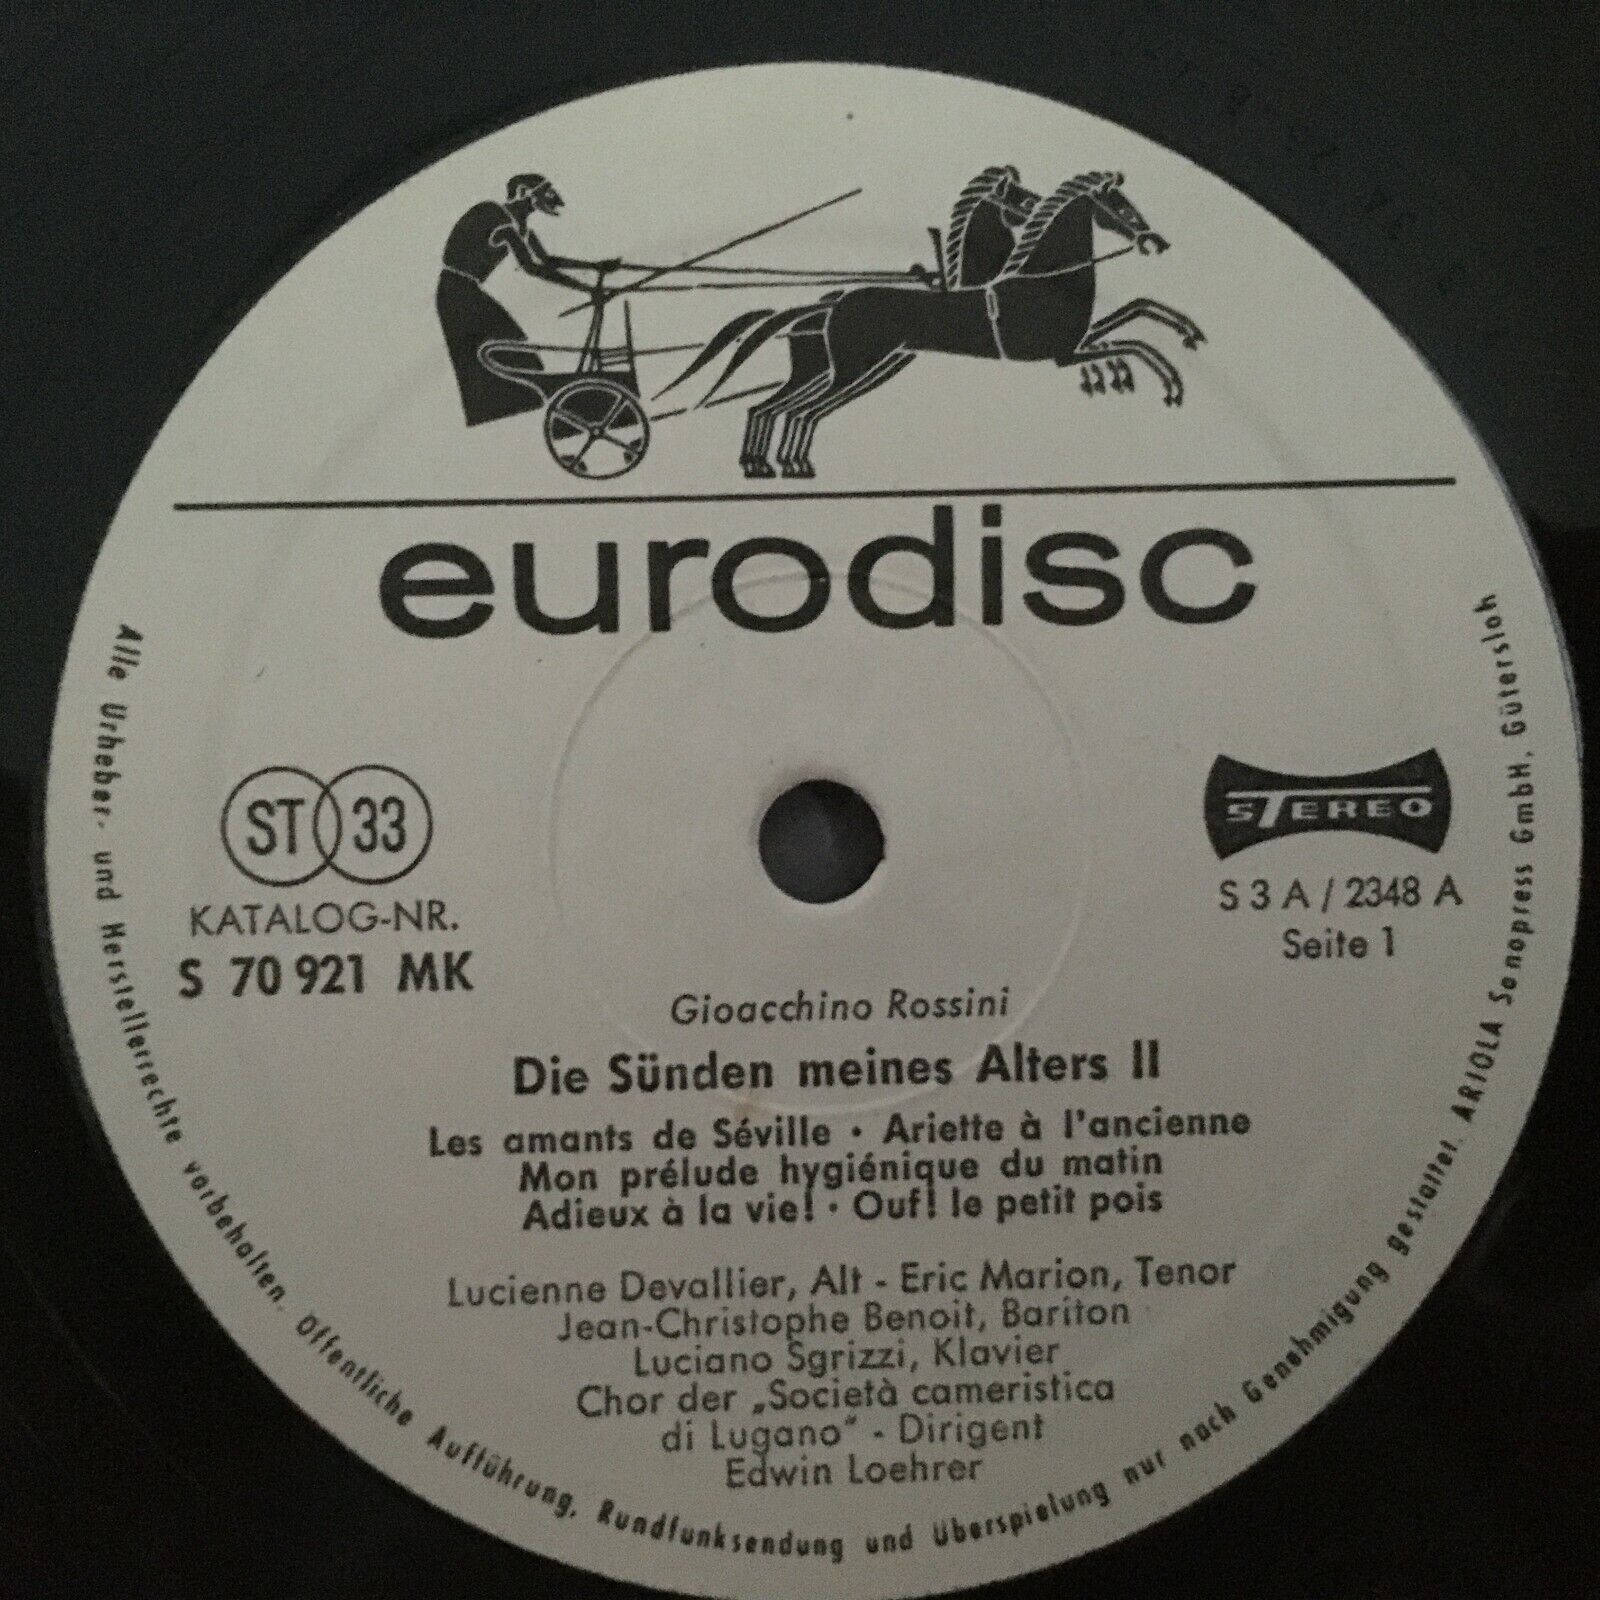 eurodisc
ST 33
KATALOG-NR.
S 70 921 MK
STEREO
S 3 A / 2348 A
Seite 1
Gioacchino Rossini
Die Sünden meines Alters II
Les amants de Séville · Ariette à l'ancienne
Mon prélude hygiénique du matin
Adieux à la vie! · Ouf! le petit pois
Lucienne Devallier, Alt - Eric Marion, Tenor
Jean-Christophe Benoit, Bariton
Luciano Sgrizzi, Klavier
Chor der „Società cameristica
di Lugano“ - Dirigent
Edwin Loehrer
Alle Urheber- und Herstellerrechte vorbehalten. Öffentliche Aufführung, Rundfunksendung und Überspielung nur nach Genehmigung gestattet. ARIOLA Sonopress GmbH. Gütersloh